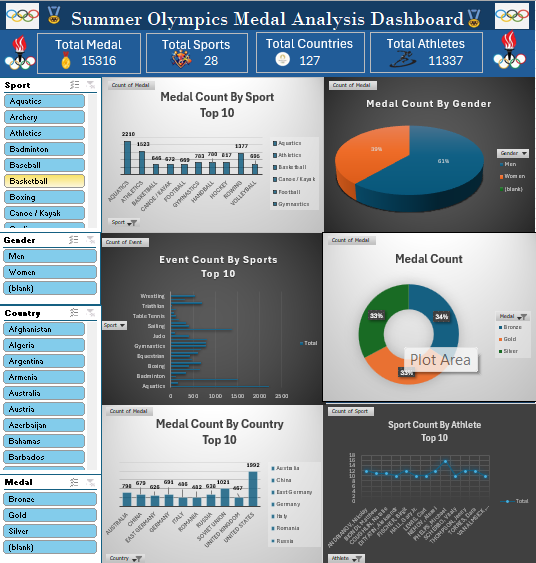 Summer Olympics Medal Analysis Dashboard
Total Medal
15316
Total Sports
28
Total Countries
127
Total Athletes
11337
Sport
Aquatics
Archery
Athletics
Badminton
Baseball
Basketball
Boxing
Canoe / Kayak
Gender
Men
Women
(blank)
Country
Afghanistan
Algeria
Argentina
Armenia
Australia
Austria
Azerbaijan
Bahamas
Barbados
Medal
Bronze
Gold
Silver
(blank)
Count of Medal
Medal Count By Sport
Top 10
2210
1523
646
672
669
783
780
817
1377
695
AQUATICS
ATHLETICS
BASKETBALL
CANOE / KAYAK
FOOTBALL
GYMNASTICS
HANDBALL
HOCKEY
ROWING
VOLLEYBALL
Aquatics
Athletics
Basketball
Canoe / Kayak
Football
Gymnastics
Sport
Medal Count By Gender
39%
61%
Gender
Men
Women
(blank)
Count of Event
Event Count By Sports
Top 10
Wrestling
Triathlon
Table Tennis
Sailing
Judo
Gymnastics
Equestrian
Boxing
Badminton
Aquatics
0 500 1000 1500 2000 2500
Sport
Total
Count of Medal
Medal Count
33%
34%
33%
Plot Area
Medal
Bronze
Gold
Silver
Count of Medal
Medal Count By Country
Top 10
798
679
626
691
486
482
638
1021
467
1992
AUSTRALIA
CHINA
EAST GERMANY
GERMANY
ITALY
ROMANIA
RUSSIA
SOVIET UNION
UNITED KINGDOM
UNITED STATES
Australia
China
East Germany
Germany
Italy
Romania
Russia
Country
Count of Sport
Sport Count By Athlete
Top 10
18
16
14
12
10
8
6
4
2
0
Total
Athlete